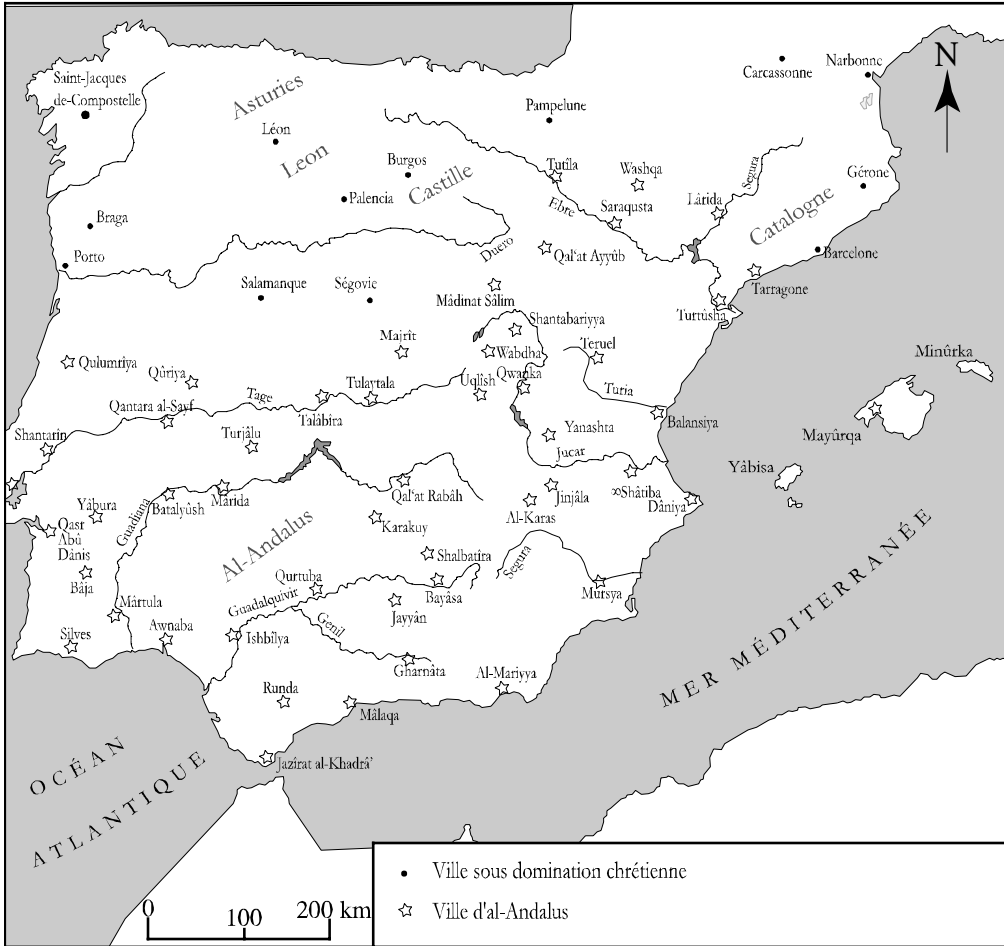 Saint-Jacques
de-Compostelle
Asturies
Léon
Leon
Burgos
Castille
Palencia
Braga
Porto
Pampelune
Carcassonne
Narbonne
N
Tutîla
Washqa
Segura
Gérone
Ebre
Saraqusta
Lârida
Catalogne
Duero
Qal'at Ayyûb
Barcelone
Tarragone
Salamanque
Ségovie
Mâdinat Sâlim
Turtûsha
Shantabariyya
Majrît
Wabdha
Teruel
Minûrka
Qulumrîya
Qûriya
Tage
Tulaytala
Uqlîsh
Qwanka
Turia
Qantara al-Sayf
Talâbira
Balansiya
Mayûrqa
Shantarîn
Turjâlu
Yanashta
Jucar
Yâbisa
Yâbura
Guadiana
Batalyûsh
Mârida
Qal'at Rabâh
Jinjâla
∞Shâtiba
Dâniya
Qasr
Abû
Dânis
Al-Andalus
Karakuy
Al-Karas
Bâja
Shalbatîra
Segura
Mursya
Mârtula
Qurtuba
Guadalquivir
Bayâsa
Jayyân
Silves
Awnaba
Ishbîlya
Genil
Gharnâta
Al-Mariyya
Runda
Mâlaqa
Jazîrat al-Khadrâ'
MER MÉDITERRANÉE
OCÉAN
ATLANTIQUE
0
100
200 km
Ville sous domination chrétienne
Ville d'al-Andalus